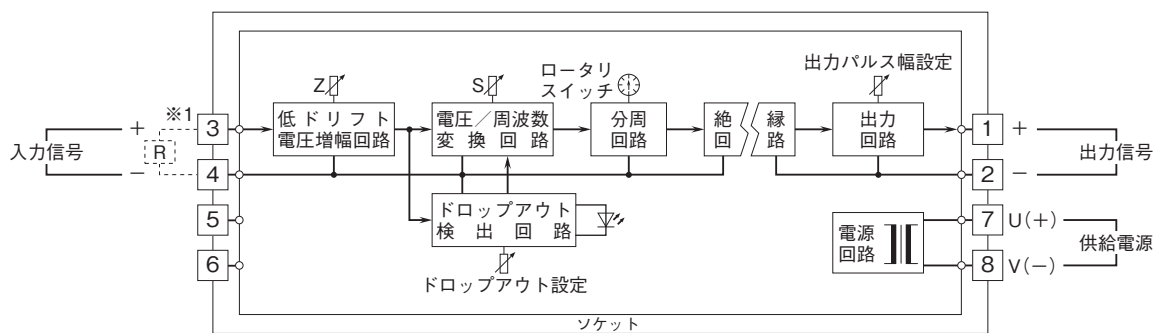 ロータリ
スイッチ
出力パルス幅設定
Z
S
※1
入力信号
+
−
R
3
4
5
6
低ドリフト
電圧増幅回路
電圧／周波数
変換回路
分周
回路
絶縁
回路
出力
回路
1
+
2
−
出力信号
ドロップアウト
検出回路
ドロップアウト設定
電源
回路
7
U(+)
8
V(−)
供給電源
ソケット